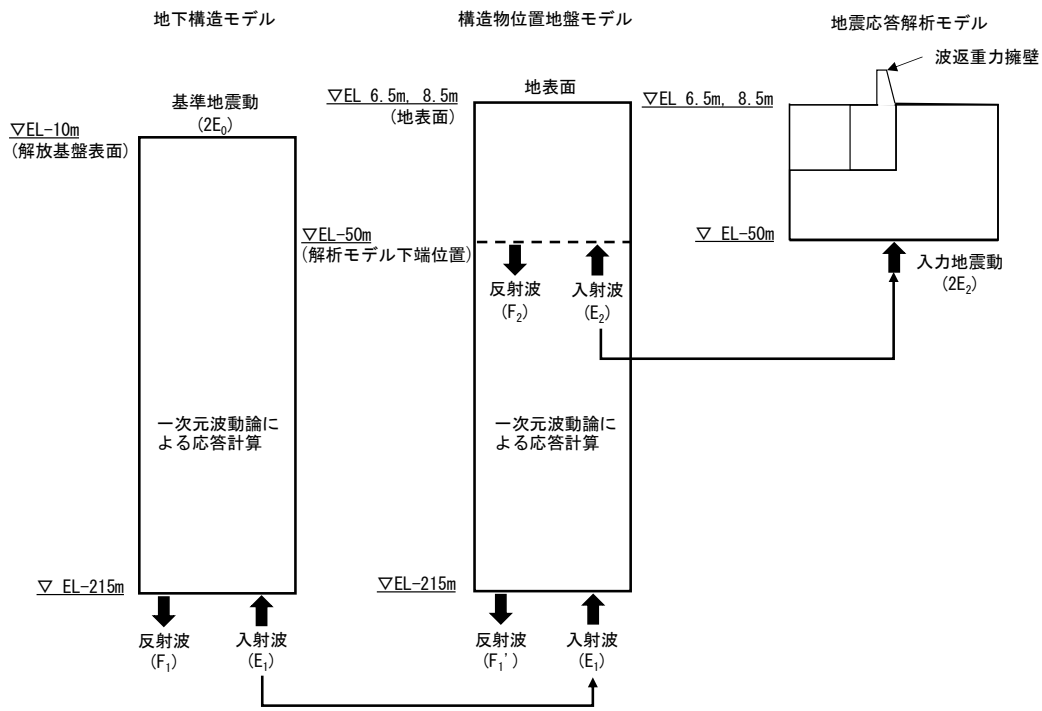 地下構造モデル
基準地震動
(2E₀)
▽EL-10m
(解放基盤表面)
一次元波動論に
よる応答計算
▽ EL-215m
反射波
(F₁)
入射波
(E₁)
構造物位置地盤モデル
▽EL 6.5m, 8.5m
(地表面)
地表面
▽EL-50m
(解析モデル下端位置)
反射波
(F₂)
入射波
(E₂)
一次元波動論に
よる応答計算
▽EL-215m
反射波
(F₁')
入射波
(E₁)
地震応答解析モデル
波返重力擁壁
▽EL 6.5m, 8.5m
▽ EL-50m
入力地震動
(2E₂)